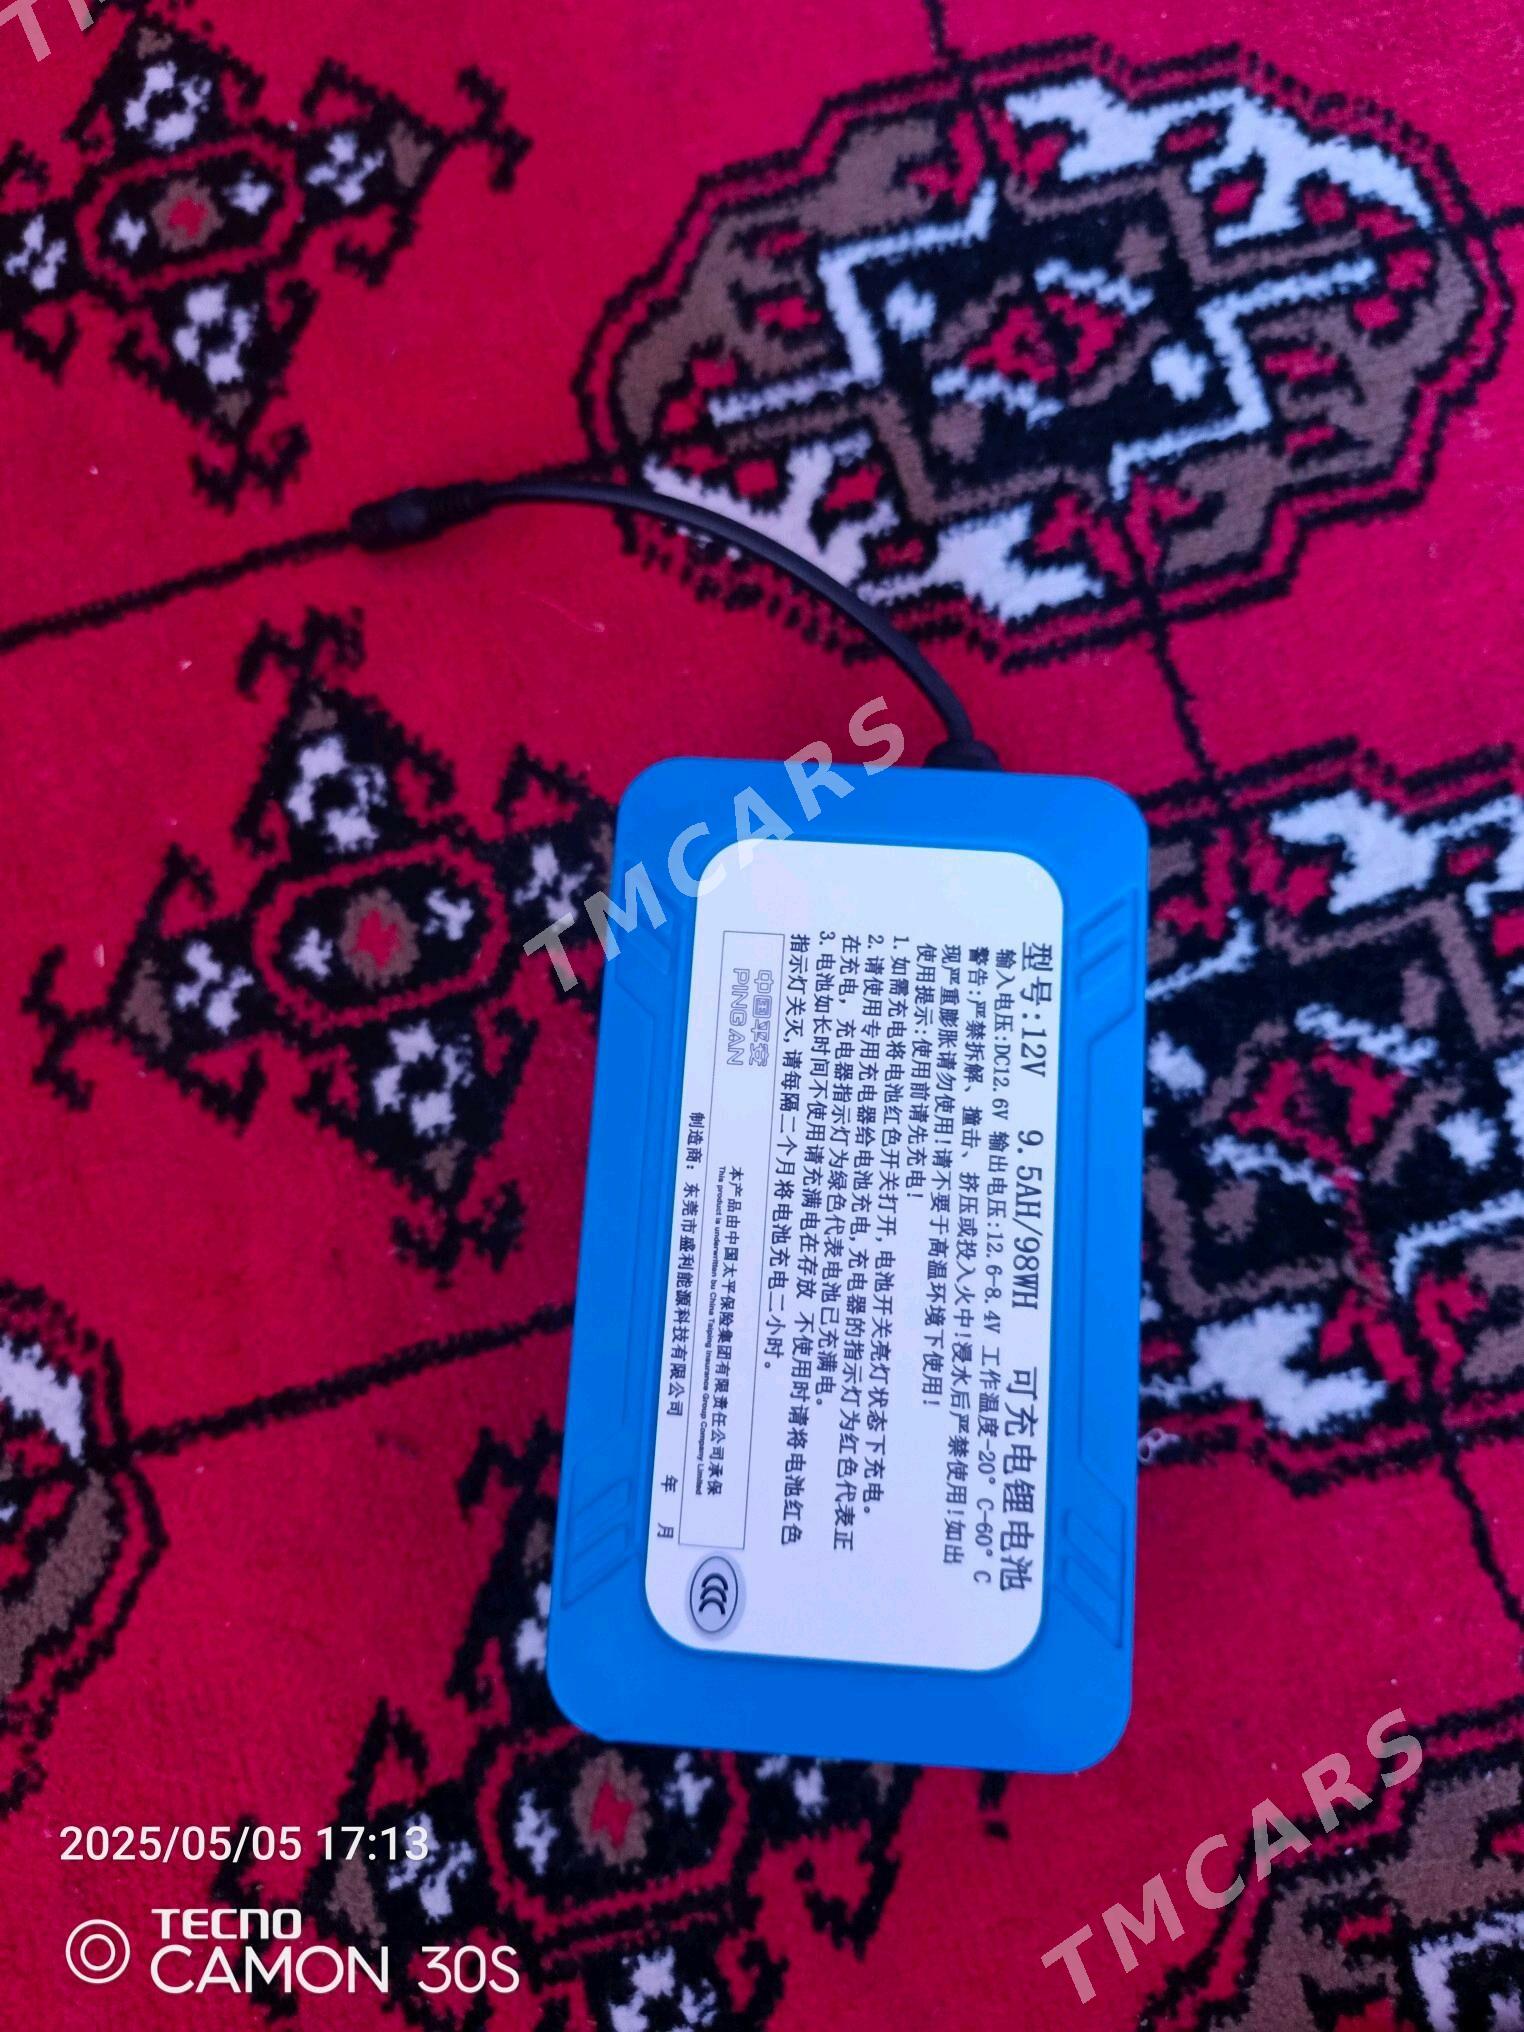 型号:12V 9.5AH/98WH 可充电锂电池
输入电压:DC12.6V 输出电压:12.6-8.4V 工作温度-20°C-60°C
警告:严禁拆解、撞击、挤压或投入火中!浸水后严禁使用!如出
现严重膨胀请勿使用!请不要于高温环境下使用!
使用提示:使用前请先充电!
1.如需充电将电池红色开关打开,电池开关亮灯状态下充电。
2.请使用专用充电器给电池充电,充电器的指示灯为红色代表正
在充电,充电器指示灯为绿色代表电池已充满电。
3.电池如长时间不使用请充满电在存放 不使用时请将电池红色
指示灯关灭,请每隔二个月将电池充电二小时。
中国平安
PING AN
本产品由中国太平保险集团有限责任公司承保
This product is underwritten by China Taiping Insurance Group Company Limited
制造商:东莞市盛利能源科技有限公司 年 月
CCC
TMCARS
TMCARS
2025/05/05 17:13
TECNO
CAMON 30S